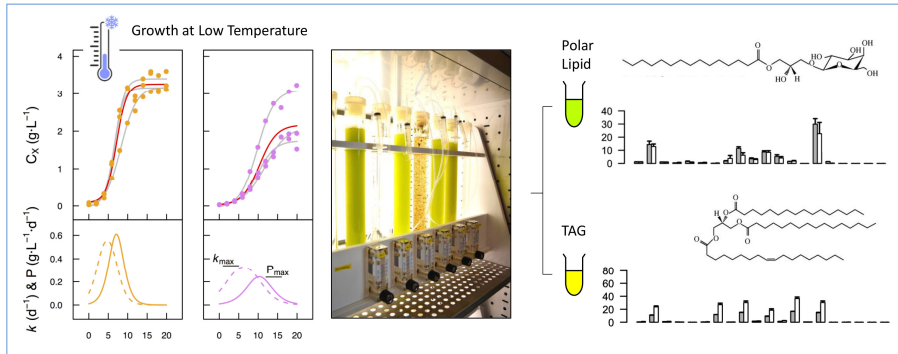 Growth at Low Temperature
4
3
2
1
0
C_X (g·L⁻¹)
0.6
0.4
0.2
0.0
k (d⁻¹) & P (g·L⁻¹·d⁻¹)
k_max
P_max
0 5 10 15 20
0 5 10 15 20
Polar
Lipid
O
O
HO
H
O
HO
OH
OH
OH
40
30
20
10
0
TAG
O
O
H
O
O
O
O
80
60
40
20
0